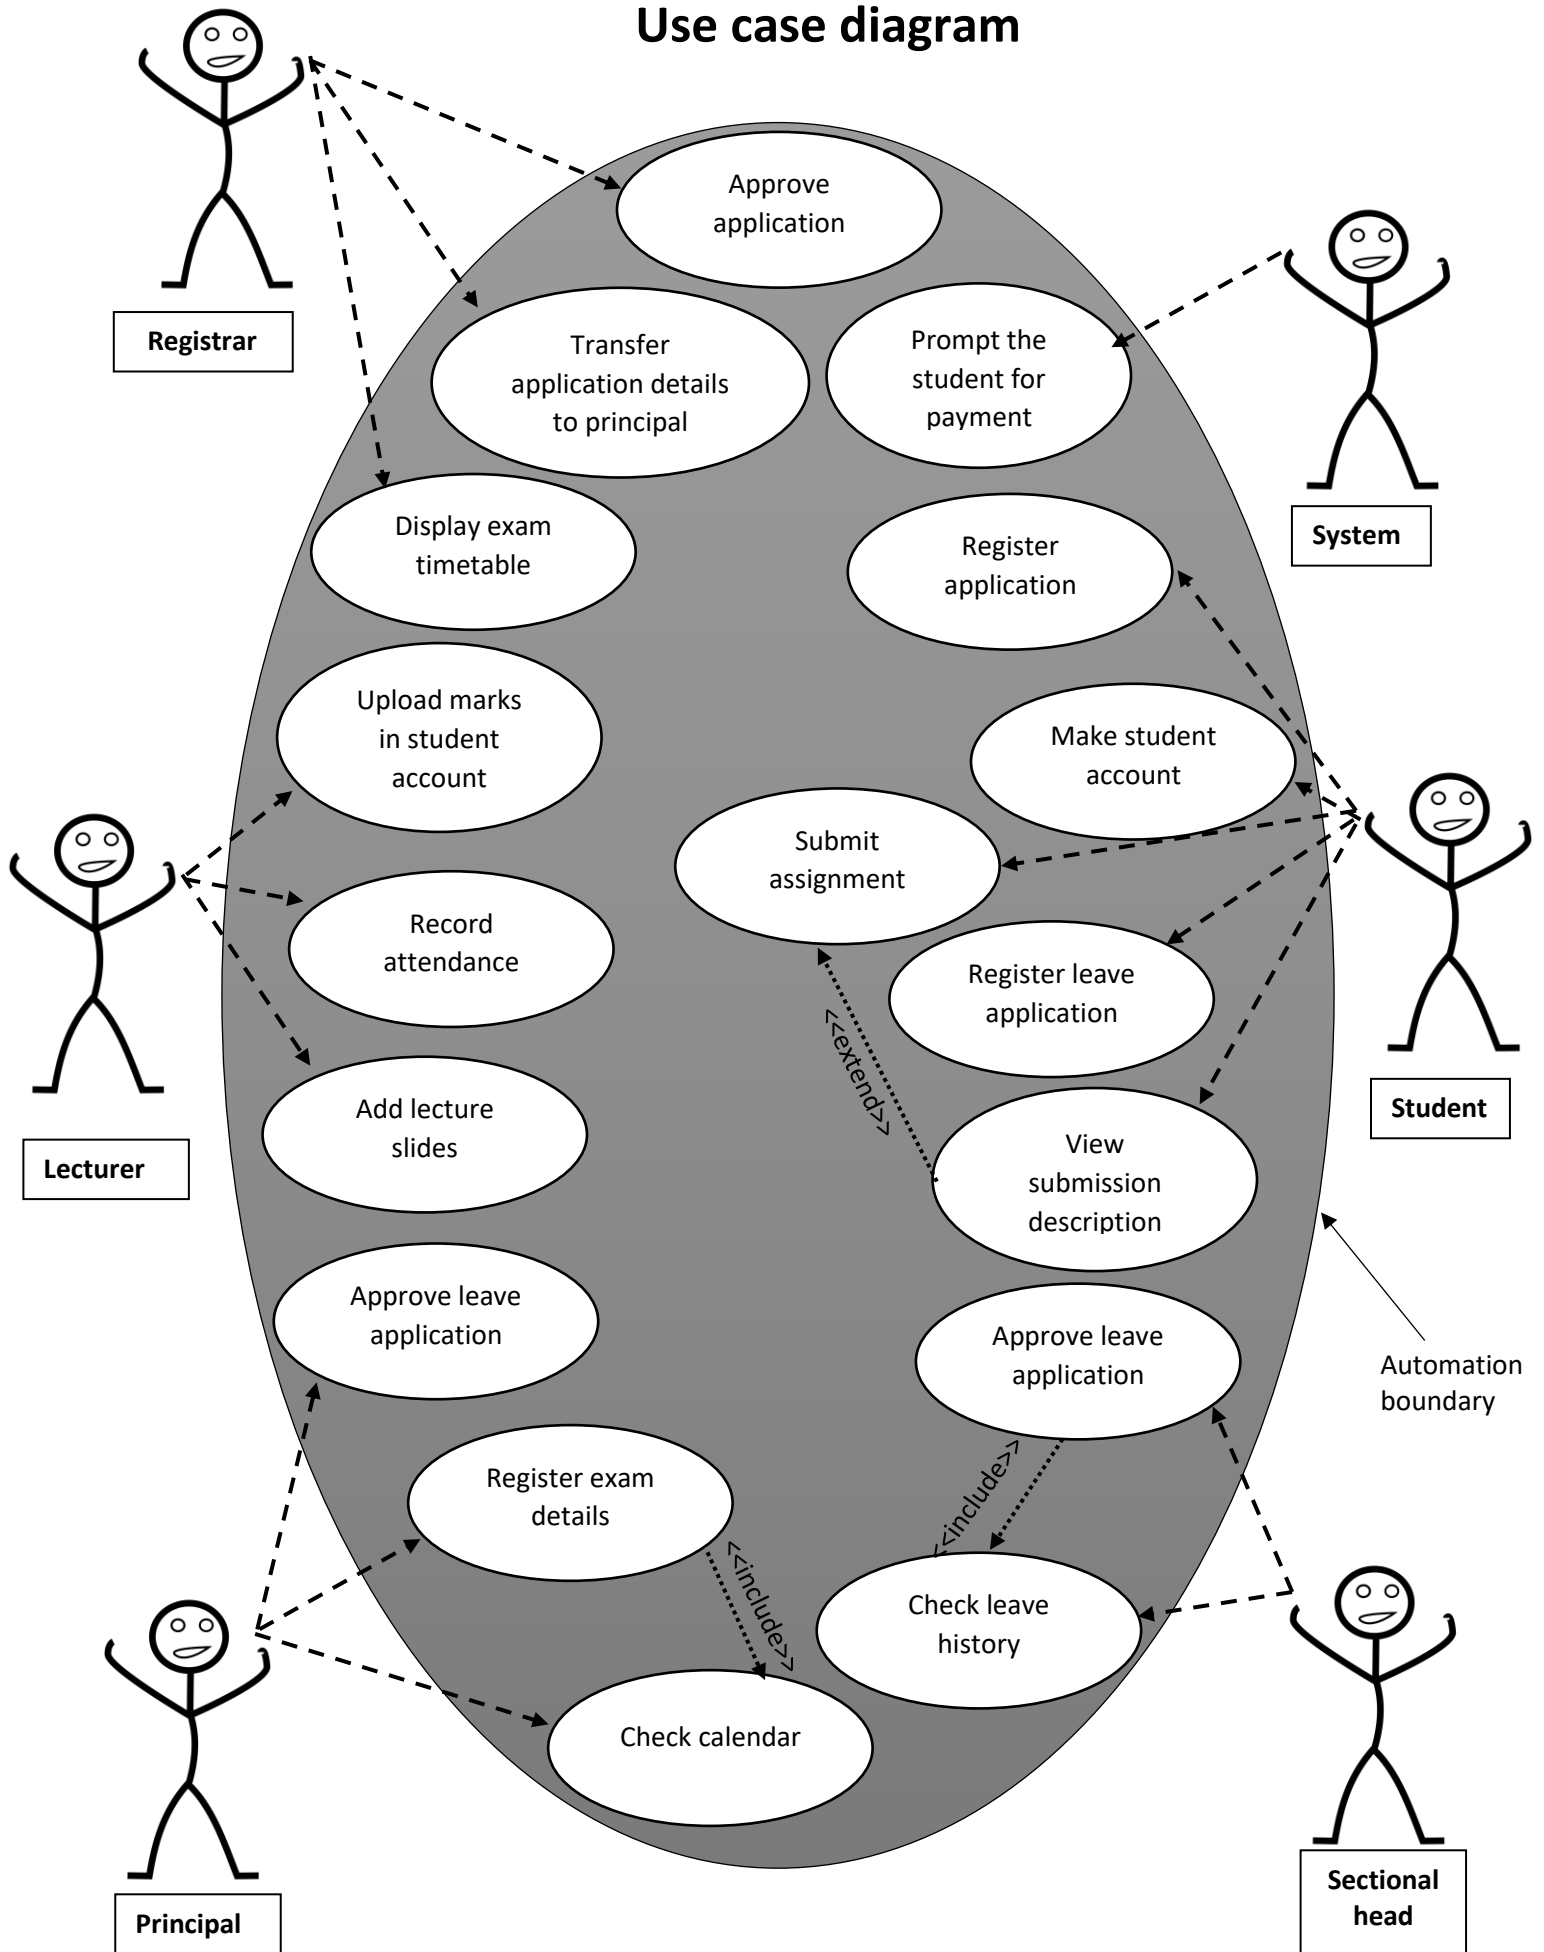 Use case diagram
Approve
application
Registrar
Transfer
application details
to principal
Prompt the
student for
payment
System
Display exam
timetable
Register
application
Upload marks
in student
account
Make student
account
Submit
assignment
Record
attendance
Register leave
application
<<extend>>
Lecturer
Student
Add lecture
slides
View
submission
description
Approve leave
application
Approve leave
application
Automation
boundary
Register exam
details
<<include>>
<<include>>
Check leave
history
Check calendar
Principal
Sectional
head